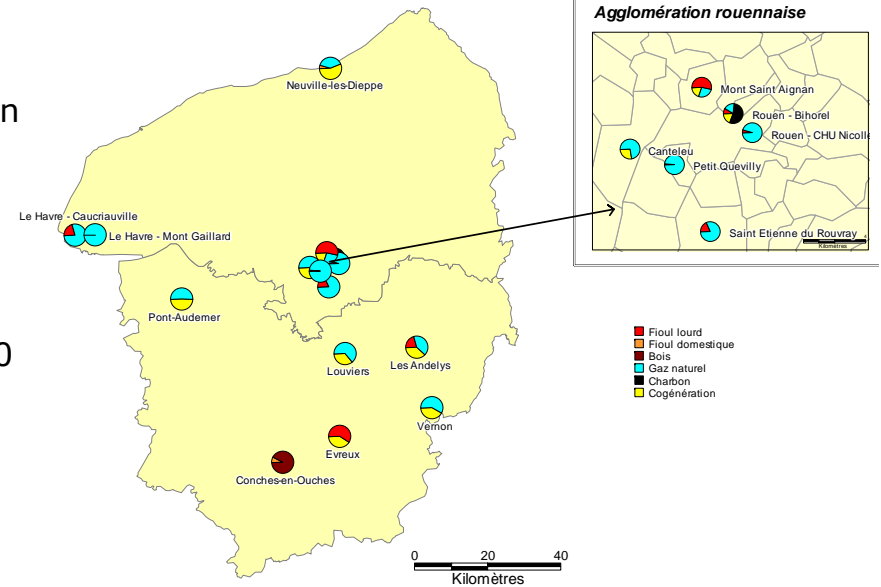 Agglomération rouennaise
Mont Saint Aignan
Rouen - Bihorel
Rouen - CHU Nicolle
Canteleu
Petit Quevilly
Saint Etienne du Rouvray
Kilomètres
n
Neuville-les-Dieppe
Le Havre - Caucriauville
Le Havre - Mont Gaillard
Pont-Audemer
0
Louviers
Les Andelys
Vernon
Evreux
Conches-en-Ouches
Fioul lourd
Fioul domestique
Bois
Gaz naturel
Charbon
Cogénération
0 20 40
Kilomètres